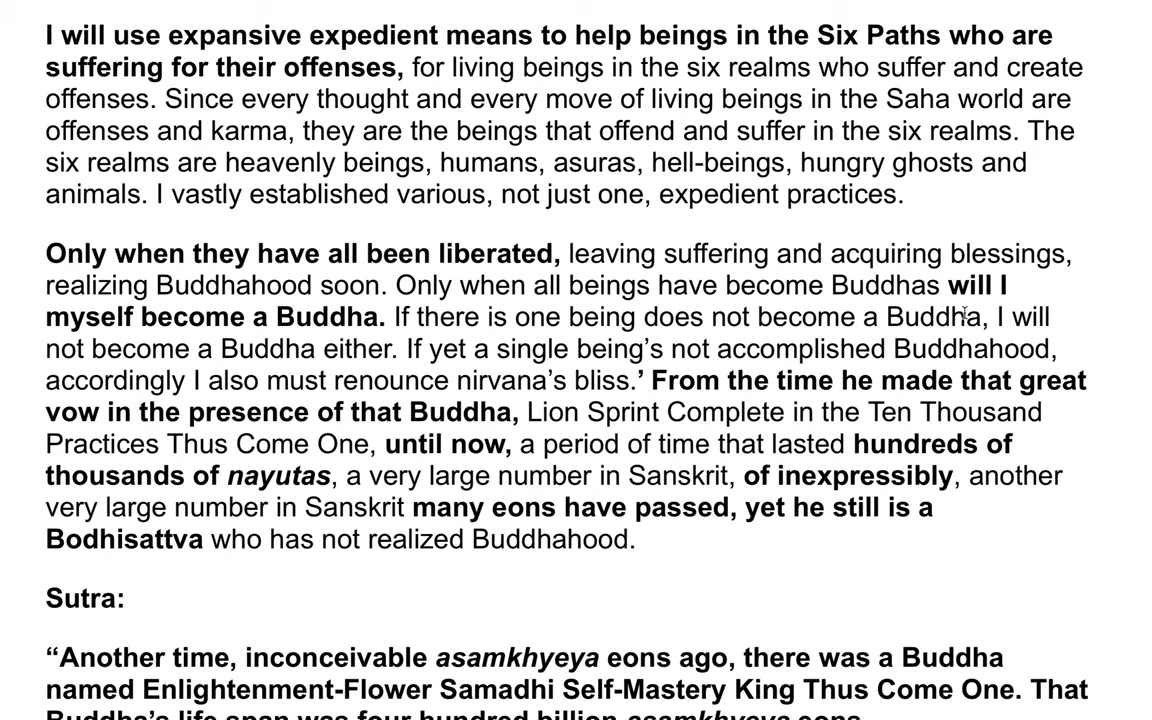 I will use expansive expedient means to help beings in the Six Paths who are
suffering for their offenses, for living beings in the six realms who suffer and create
offenses. Since every thought and every move of living beings in the Saha world are
offenses and karma, they are the beings that offend and suffer in the six realms. The
six realms are heavenly beings, humans, asuras, hell-beings, hungry ghosts and
animals. I vastly established various, not just one, expedient practices.
Only when they have all been liberated, leaving suffering and acquiring blessings,
realizing Buddhahood soon. Only when all beings have become Buddhas will I
myself become a Buddha. If there is one being does not become a Buddha, I will
not become a Buddha either. If yet a single being’s not accomplished Buddhahood,
accordingly I also must renounce nirvana’s bliss.’ From the time he made that great
vow in the presence of that Buddha, Lion Sprint Complete in the Ten Thousand
Practices Thus Come One, until now, a period of time that lasted hundreds of
thousands of nayutas, a very large number in Sanskrit, of inexpressibly, another
very large number in Sanskrit many eons have passed, yet he still is a
Bodhisattva who has not realized Buddhahood.
Sutra:
“Another time, inconceivable asamkhyeya eons ago, there was a Buddha
named Enlightenment-Flower Samadhi Self-Mastery King Thus Come One. That
Buddha’s life span was four hundred billion asamkhyeya eons.